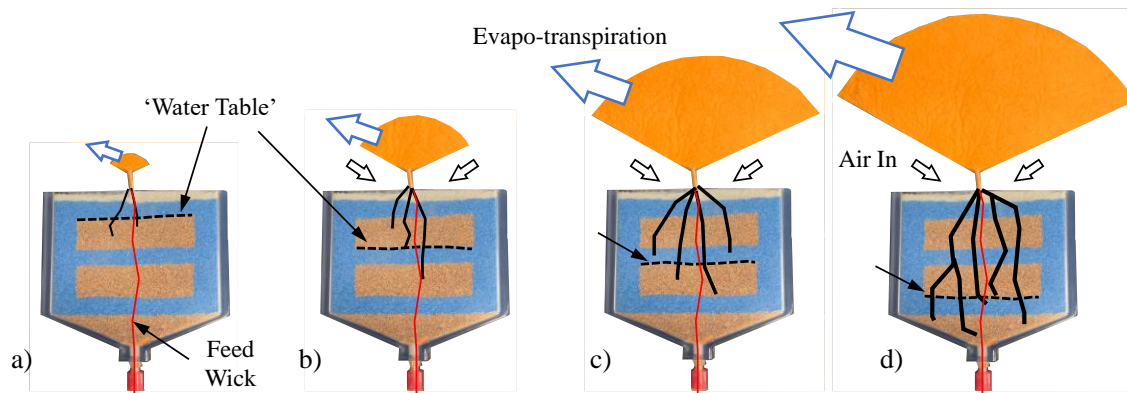 Evapo-transpiration
‘Water Table’
Air In
a)
Feed
Wick
b)
c)
d)